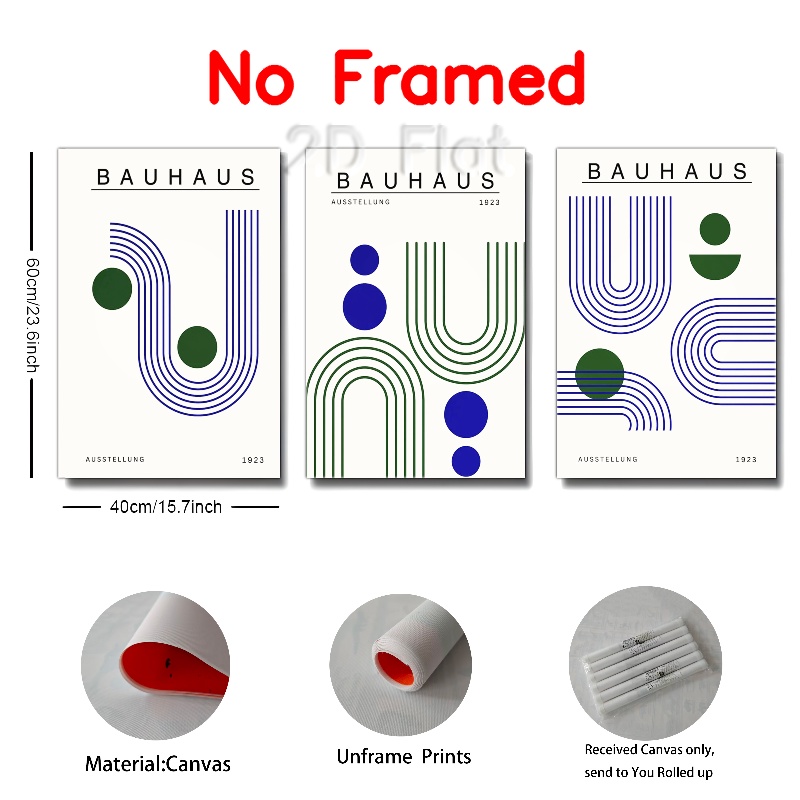 No Framed
2D Flat
BAUHAUS
BAUHAUS
AUSSTELLUNG 1923
BAUHAUS
60cm/23.6inch
AUSSTELLUNG 1923
AUSSTELLUNG 1923
40cm/15.7inch
Material:Canvas
Unframe Prints
Received Canvas only,
send to You Rolled up